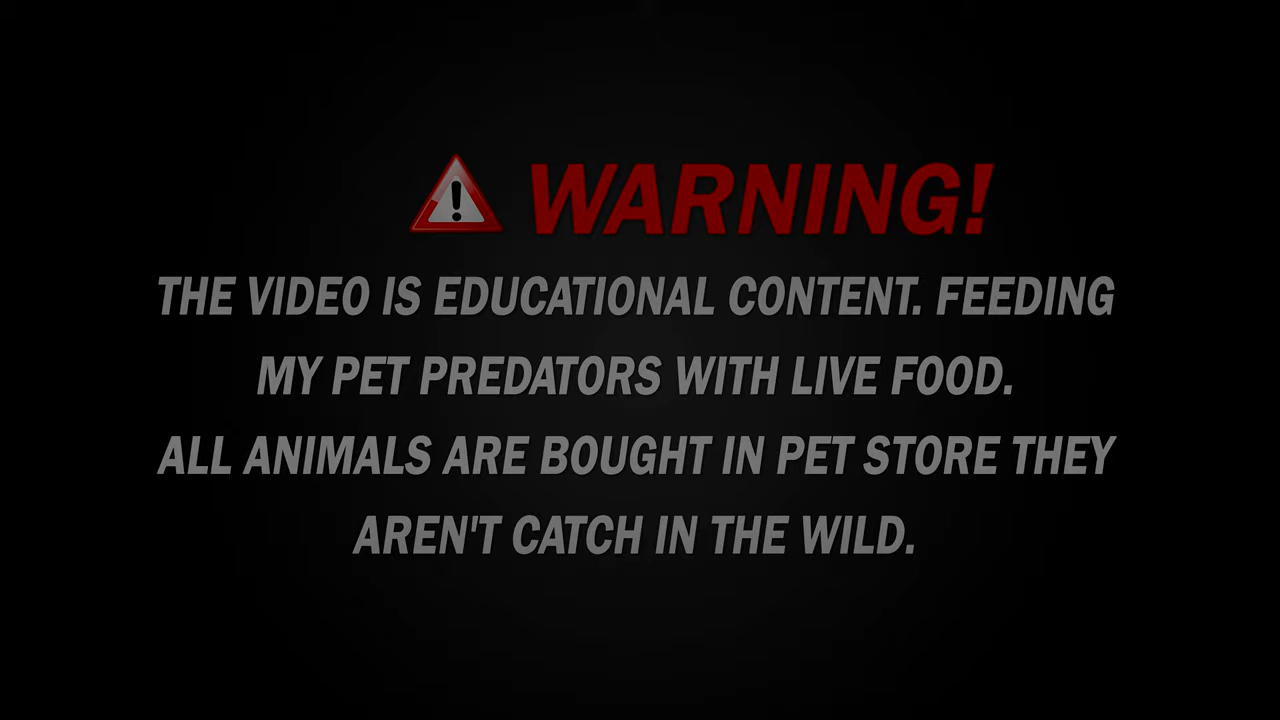 WARNING!
THE VIDEO IS EDUCATIONAL CONTENT. FEEDING
MY PET PREDATORS WITH LIVE FOOD.
ALL ANIMALS ARE BOUGHT IN PET STORE THEY
AREN'T CATCH IN THE WILD.